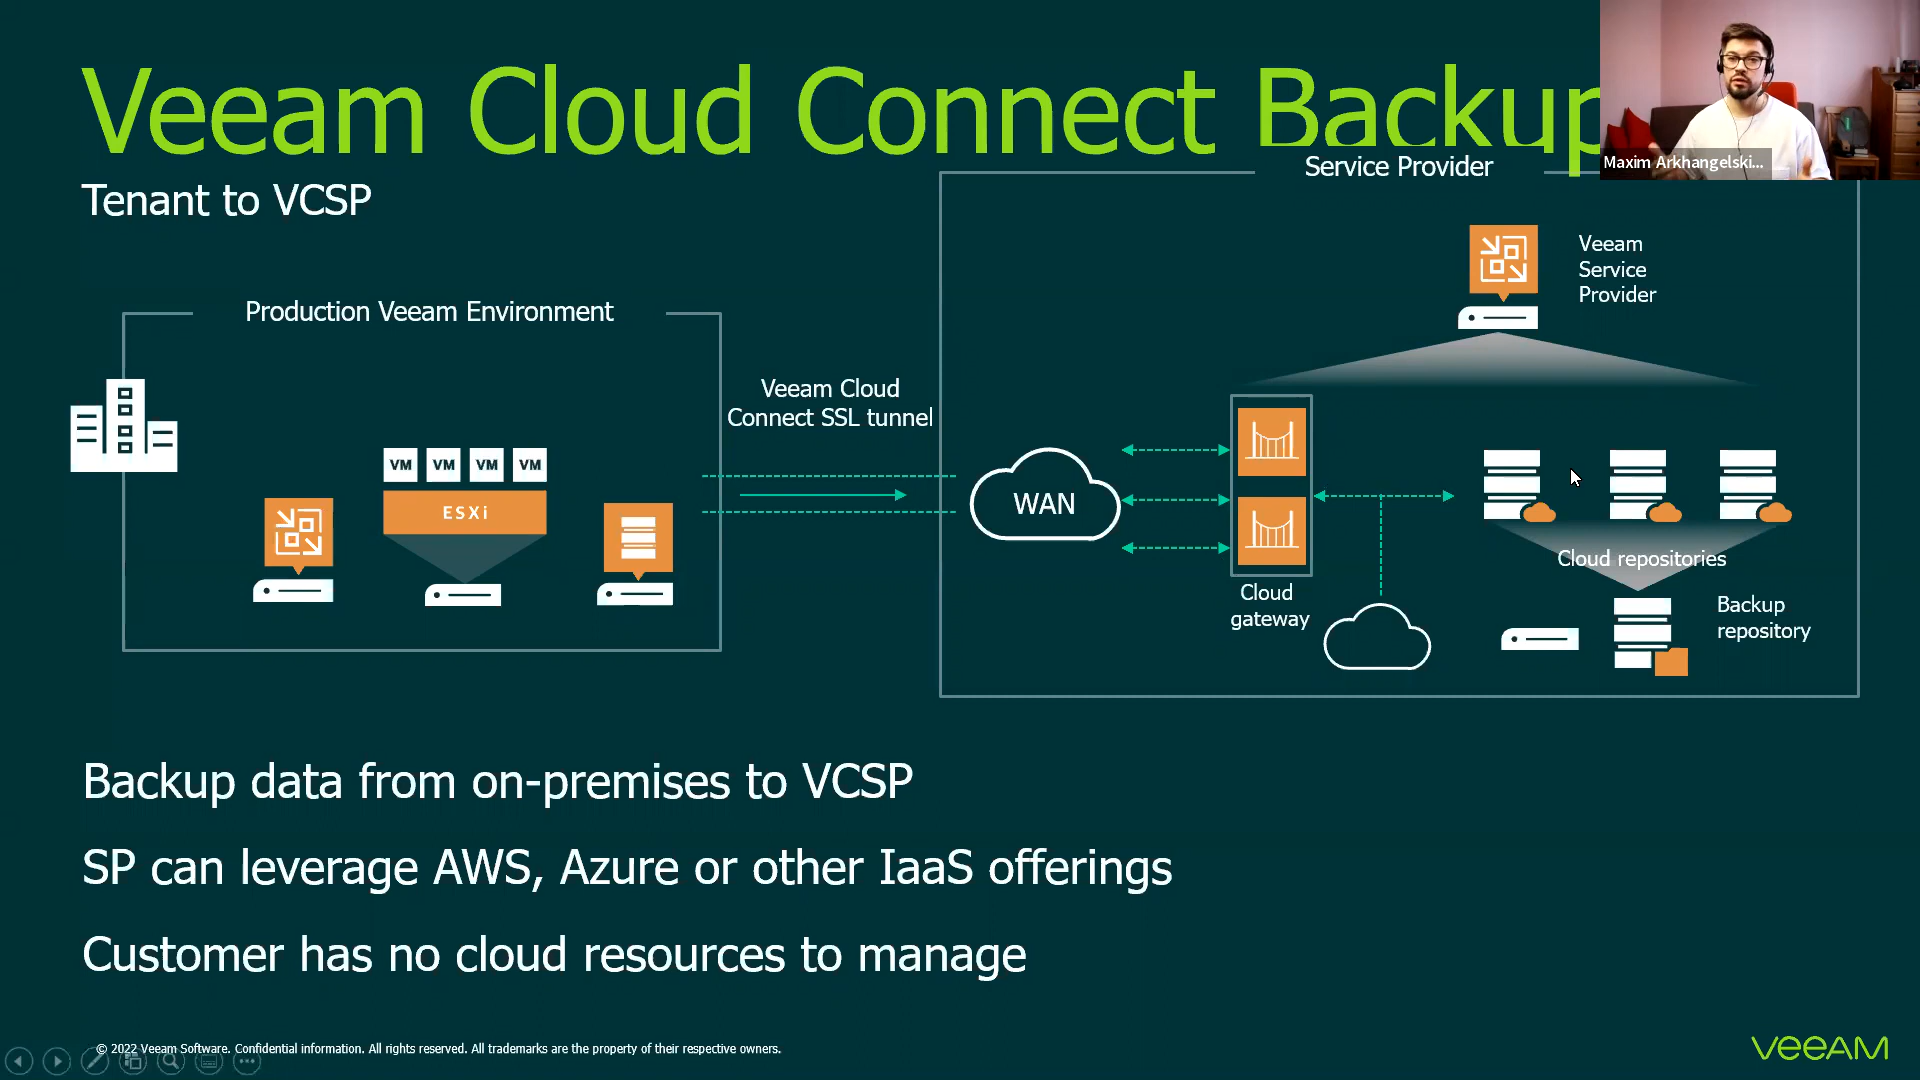 Veeam Cloud Connect Backup
Maxim Arkhangelski...
Tenant to VCSP
Service Provider
Veeam
Service
Provider
Production Veeam Environment
Veeam Cloud
Connect SSL tunnel
VM VM VM VM
ESXi
WAN
Cloud
gateway
Cloud repositories
Backup
repository
Backup data from on-premises to VCSP
SP can leverage AWS, Azure or other IaaS offerings
Customer has no cloud resources to manage
© 2022 Veeam Software. Confidential information. All rights reserved. All trademarks are the property of their respective owners.
veeAM